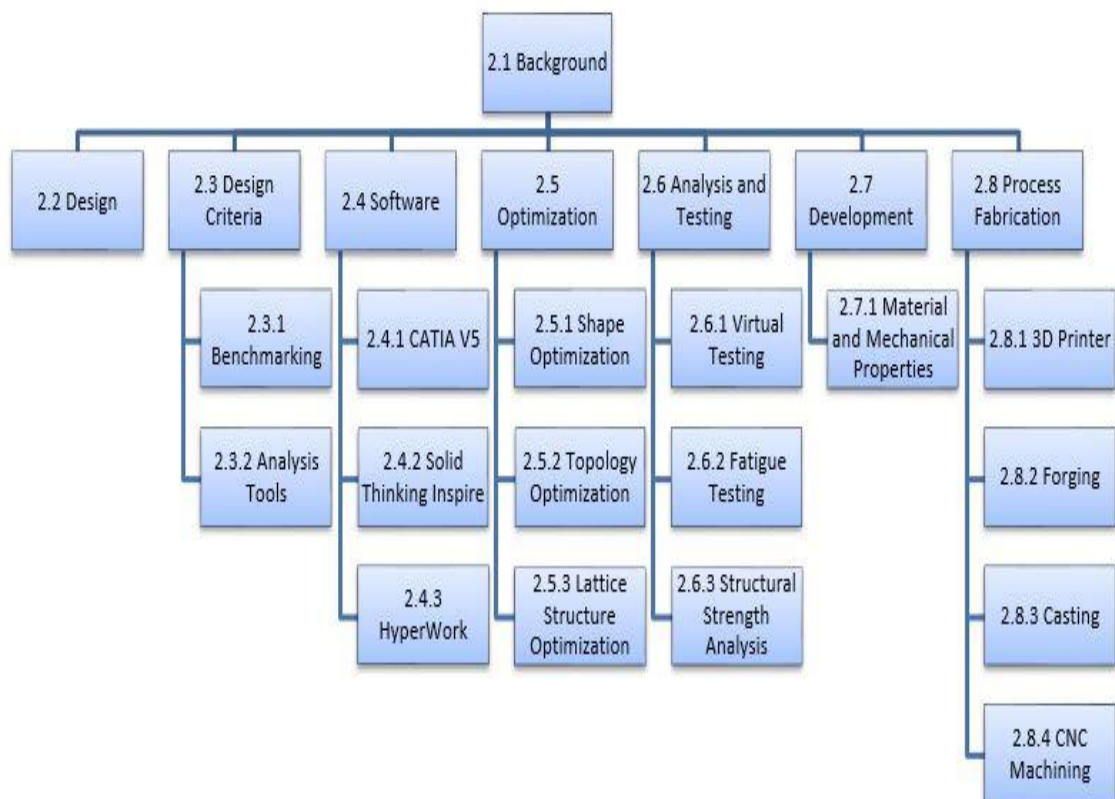 2.1 Background
2.2 Design
2.3 Design
Criteria
2.4 Software
2.5
Optimization
2.6 Analysis and
Testing
2.7
Development
2.8 Process
Fabrication
2.3.1
Benchmarking
2.3.2 Analysis
Tools
2.4.1 CATIA V5
2.4.2 Solid
Thinking Inspire
2.4.3
HyperWork
2.5.1 Shape
Optimization
2.5.2 Topology
Optimization
2.5.3 Lattice
Structure
Optimization
2.6.1 Virtual
Testing
2.6.2 Fatigue
Testing
2.6.3 Structural
Strength
Analysis
2.7.1 Material
and Mechanical
Properties
2.8.1 3D Printer
2.8.2 Forging
2.8.3 Casting
2.8.4 CNC
Machining